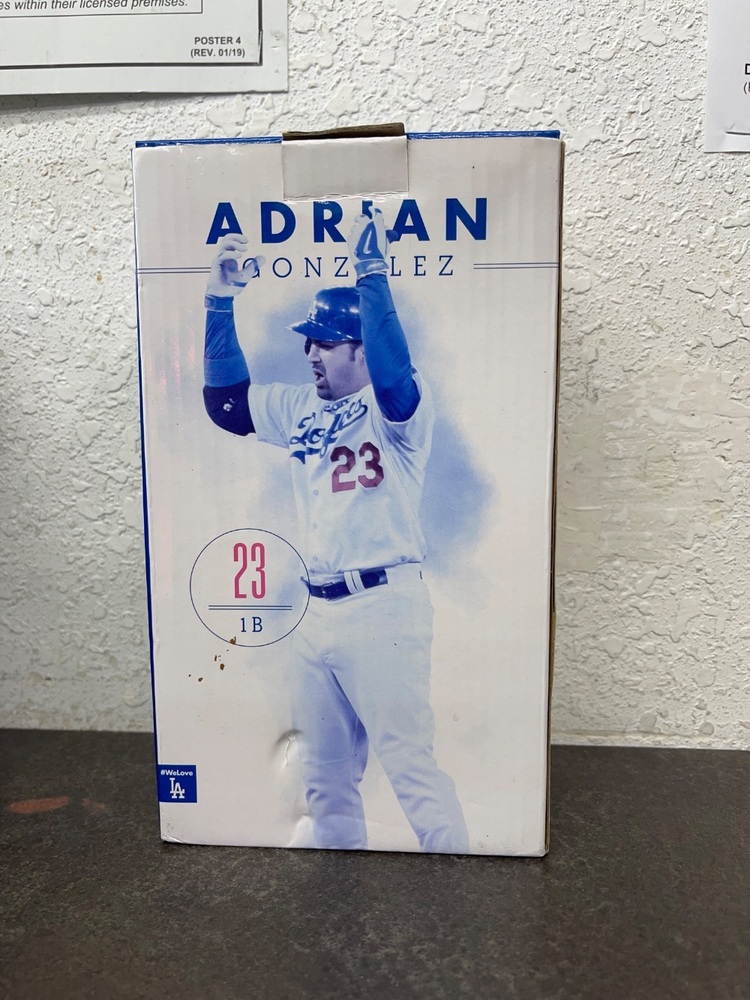 es within their licensed premises.
POSTER 4
(REV. 01/19)
ADRIAN
GONZALEZ
Dodgers
23
23
1B
#WeLove
LA